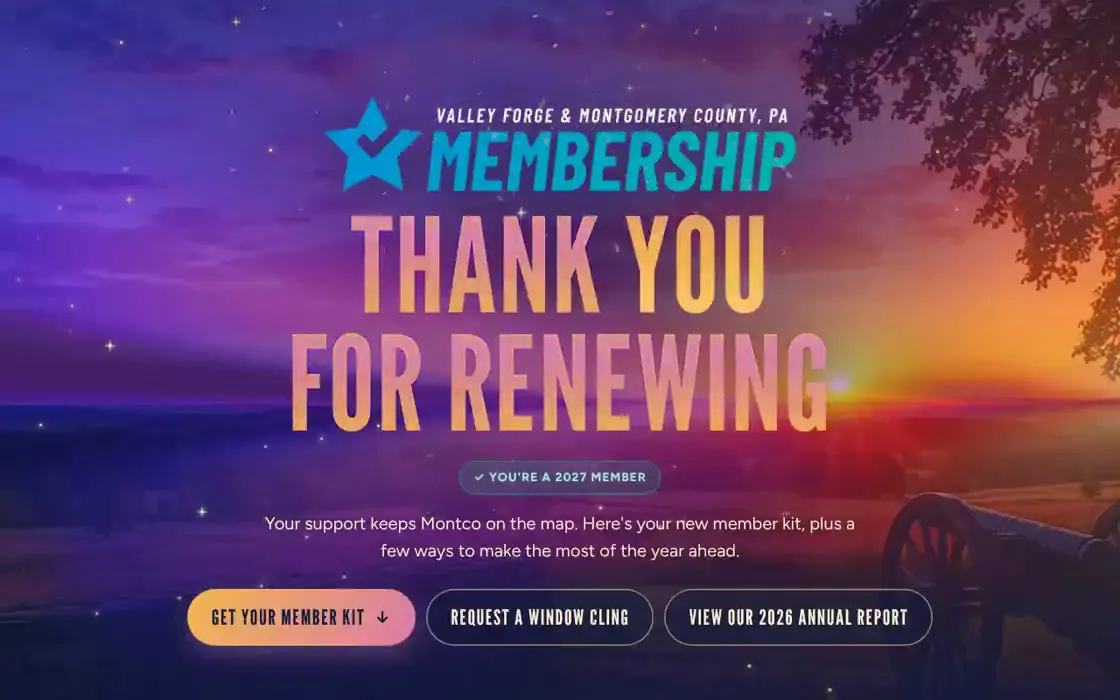 VALLEY FORGE & MONTGOMERY COUNTY, PA
MEMBERSHIP
THANK YOU
FOR RENEWING
✓ YOU'RE A 2027 MEMBER
Your support keeps Montco on the map. Here's your new member kit, plus a
few ways to make the most of the year ahead.
GET YOUR MEMBER KIT ↓
REQUEST A WINDOW CLING
VIEW OUR 2026 ANNUAL REPORT